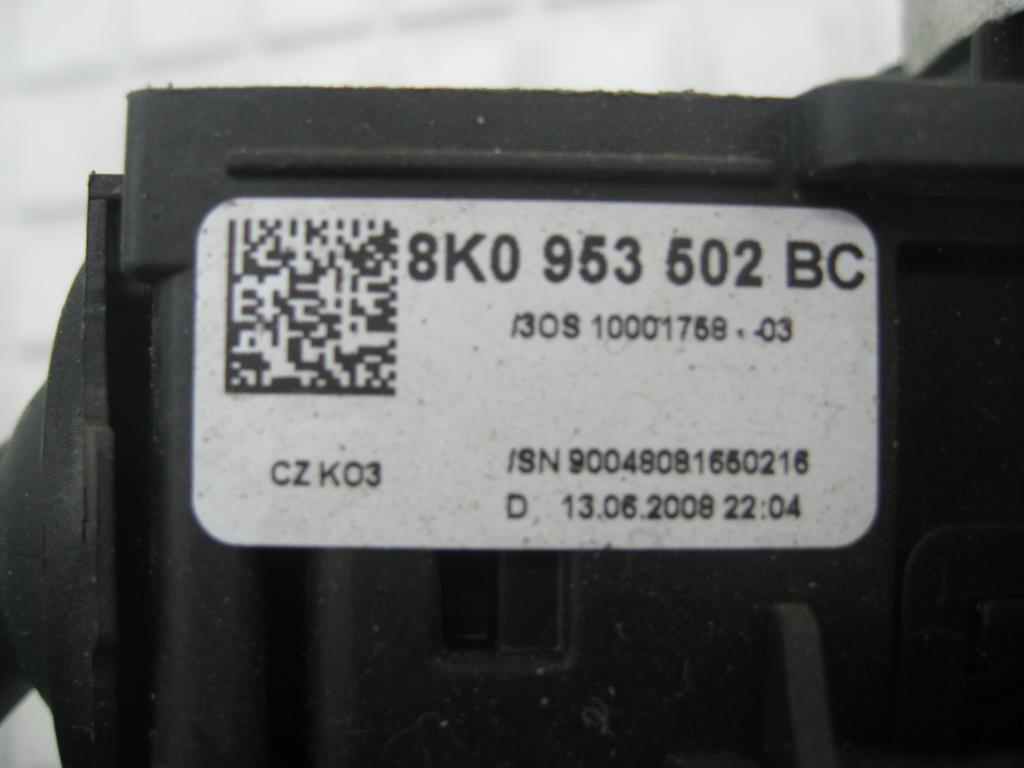 8K0 953 502 BC
/3OS 10001758 - -03
CZ K03
/SN 90048081650216
D 13.06.2008 22:04